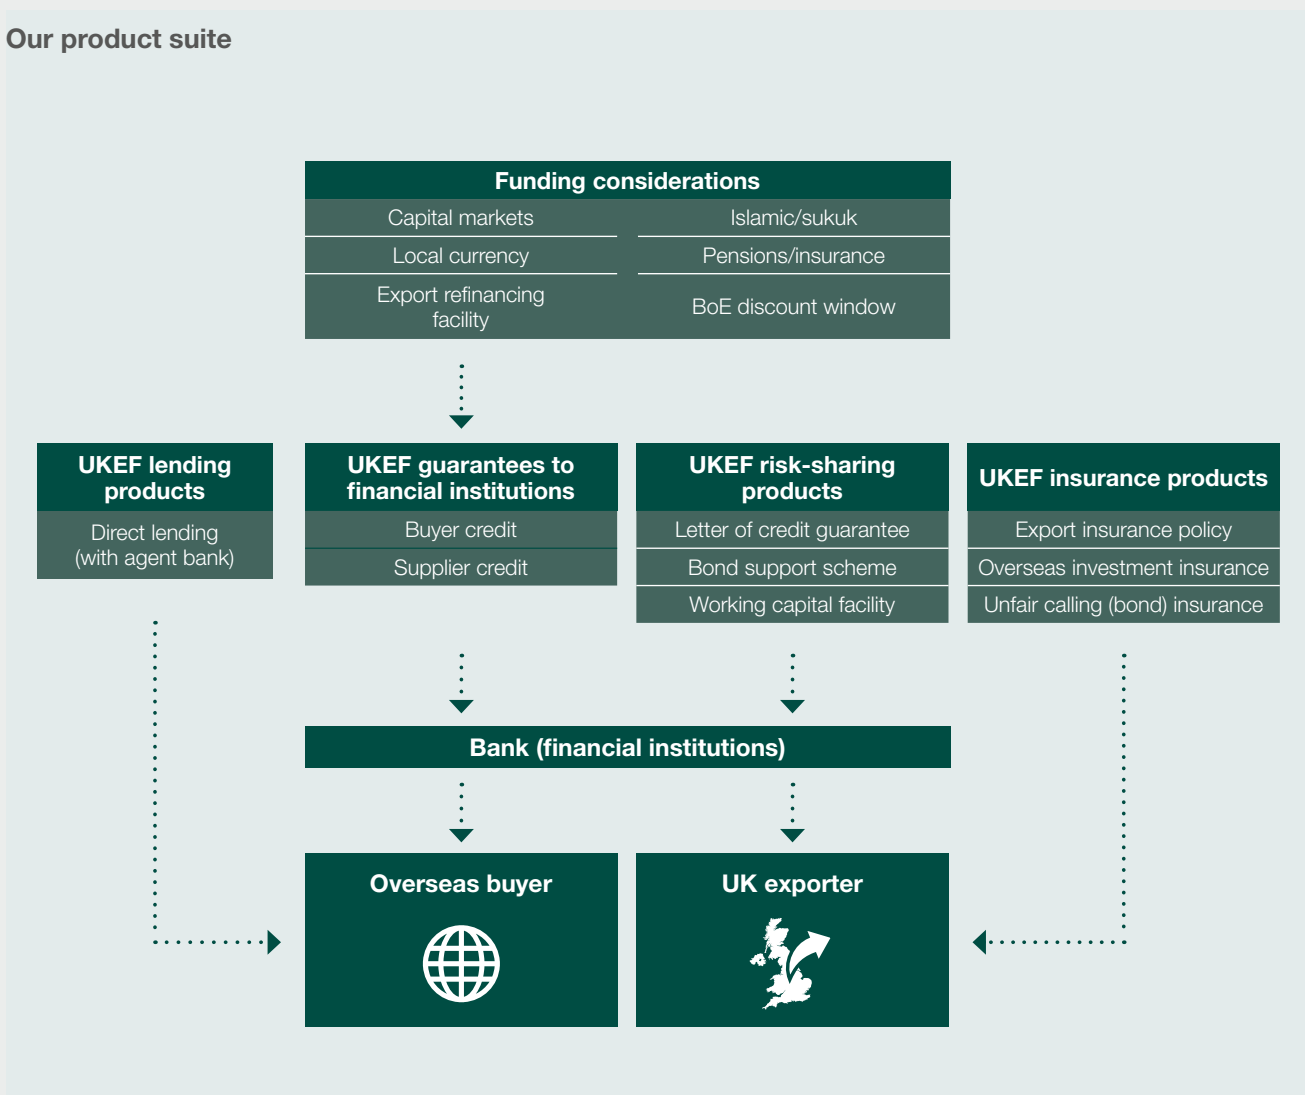 Our product suite
Funding considerations
Capital markets
Islamic/sukuk
Local currency
Pensions/insurance
Export refinancing
facility
BoE discount window
UKEF lending
products
Direct lending
(with agent bank)
UKEF guarantees to
financial institutions
Buyer credit
Supplier credit
UKEF risk-sharing
products
Letter of credit guarantee
Bond support scheme
Working capital facility
UKEF insurance products
Export insurance policy
Overseas investment insurance
Unfair calling (bond) insurance
Bank (financial institutions)
Overseas buyer
UK exporter